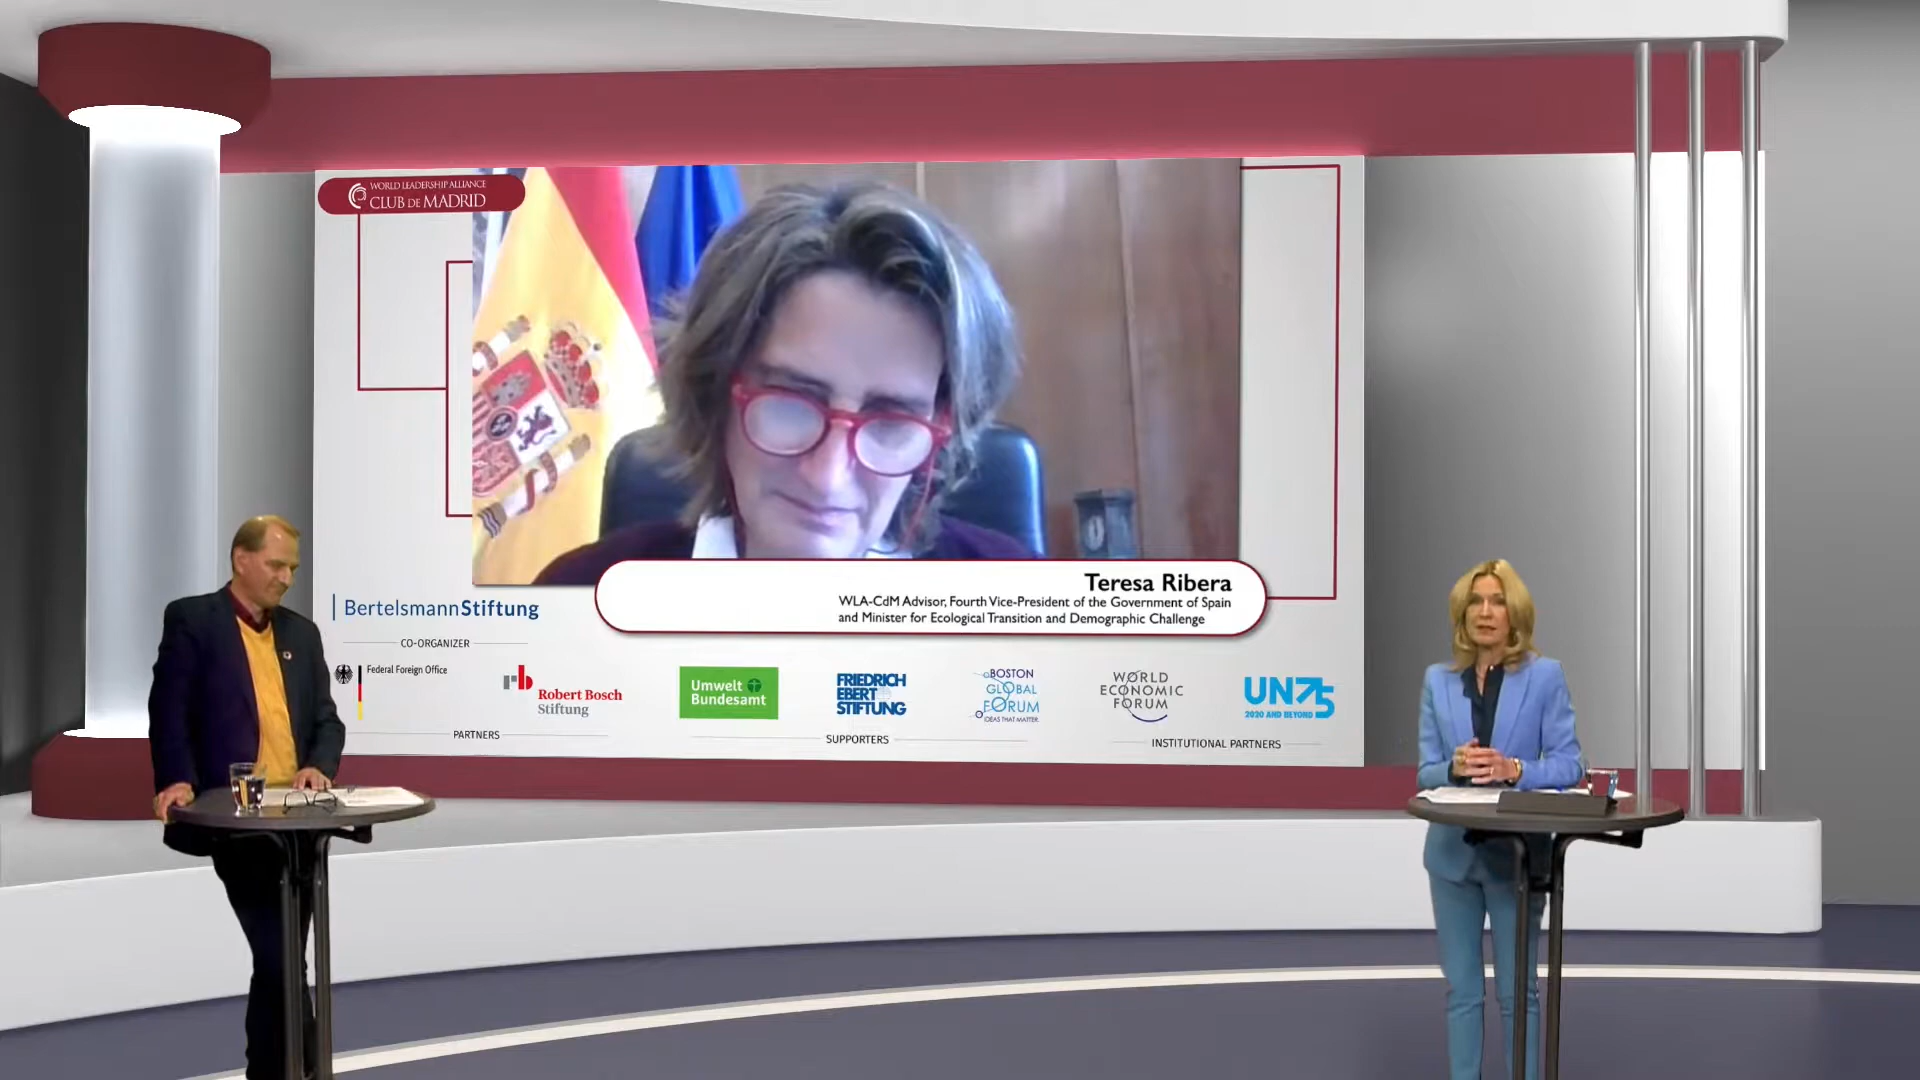 WORLD LEADERSHIP ALLIANCE
CLUB DE MADRID
Teresa Ribera
WLA-CdM Advisor, Fourth Vice-President of the Government of Spain
and Minister for Ecological Transition and Demographic Challenge
BertelsmannStiftung
CO-ORGANIZER
Federal Foreign Office
rb
Robert Bosch
Stiftung
Umwelt
Bundesamt
FRIEDRICH
EBERT
STIFTUNG
BOSTON
GLOBAL
FORUM
IDEAS THAT MATTER
WORLD
ECONOMIC
FORUM
UN75
2020 AND BEYOND
PARTNERS
SUPPORTERS
INSTITUTIONAL PARTNERS